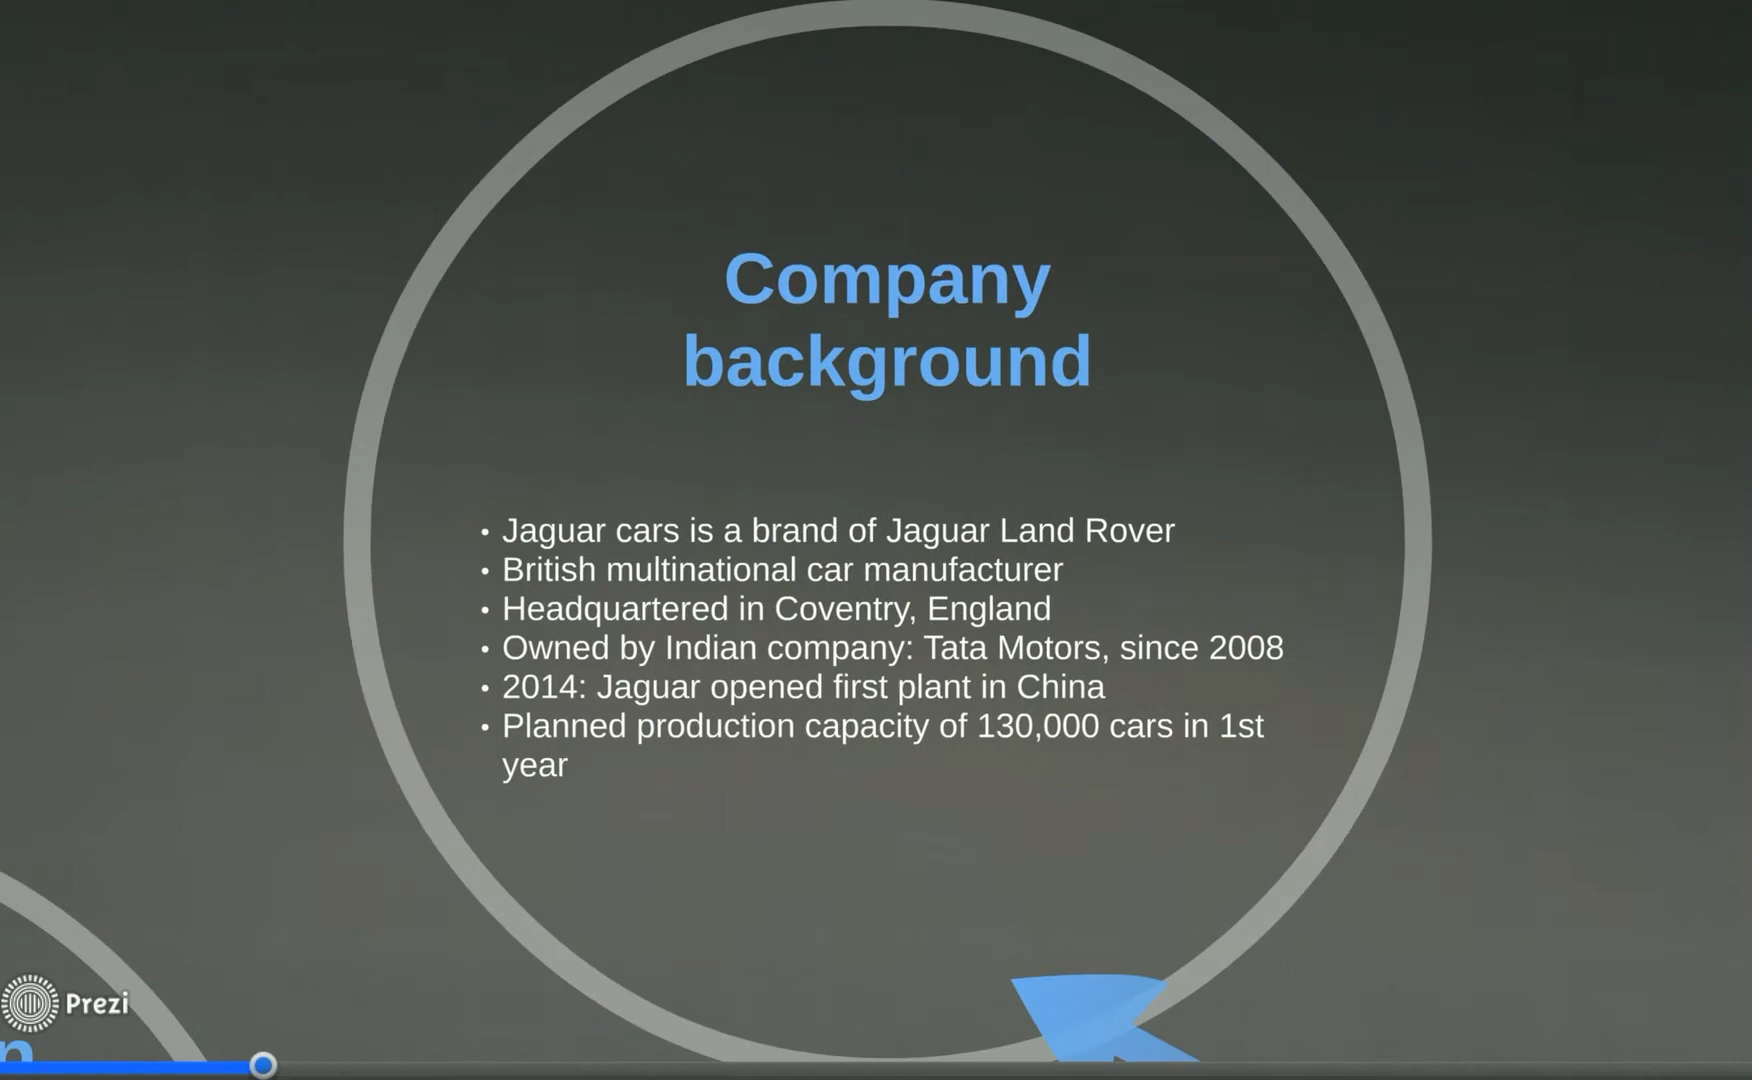 Company
background
• Jaguar cars is a brand of Jaguar Land Rover
• British multinational car manufacturer
• Headquartered in Coventry, England
• Owned by Indian company: Tata Motors, since 2008
• 2014: Jaguar opened first plant in China
• Planned production capacity of 130,000 cars in 1st
year
Prezi